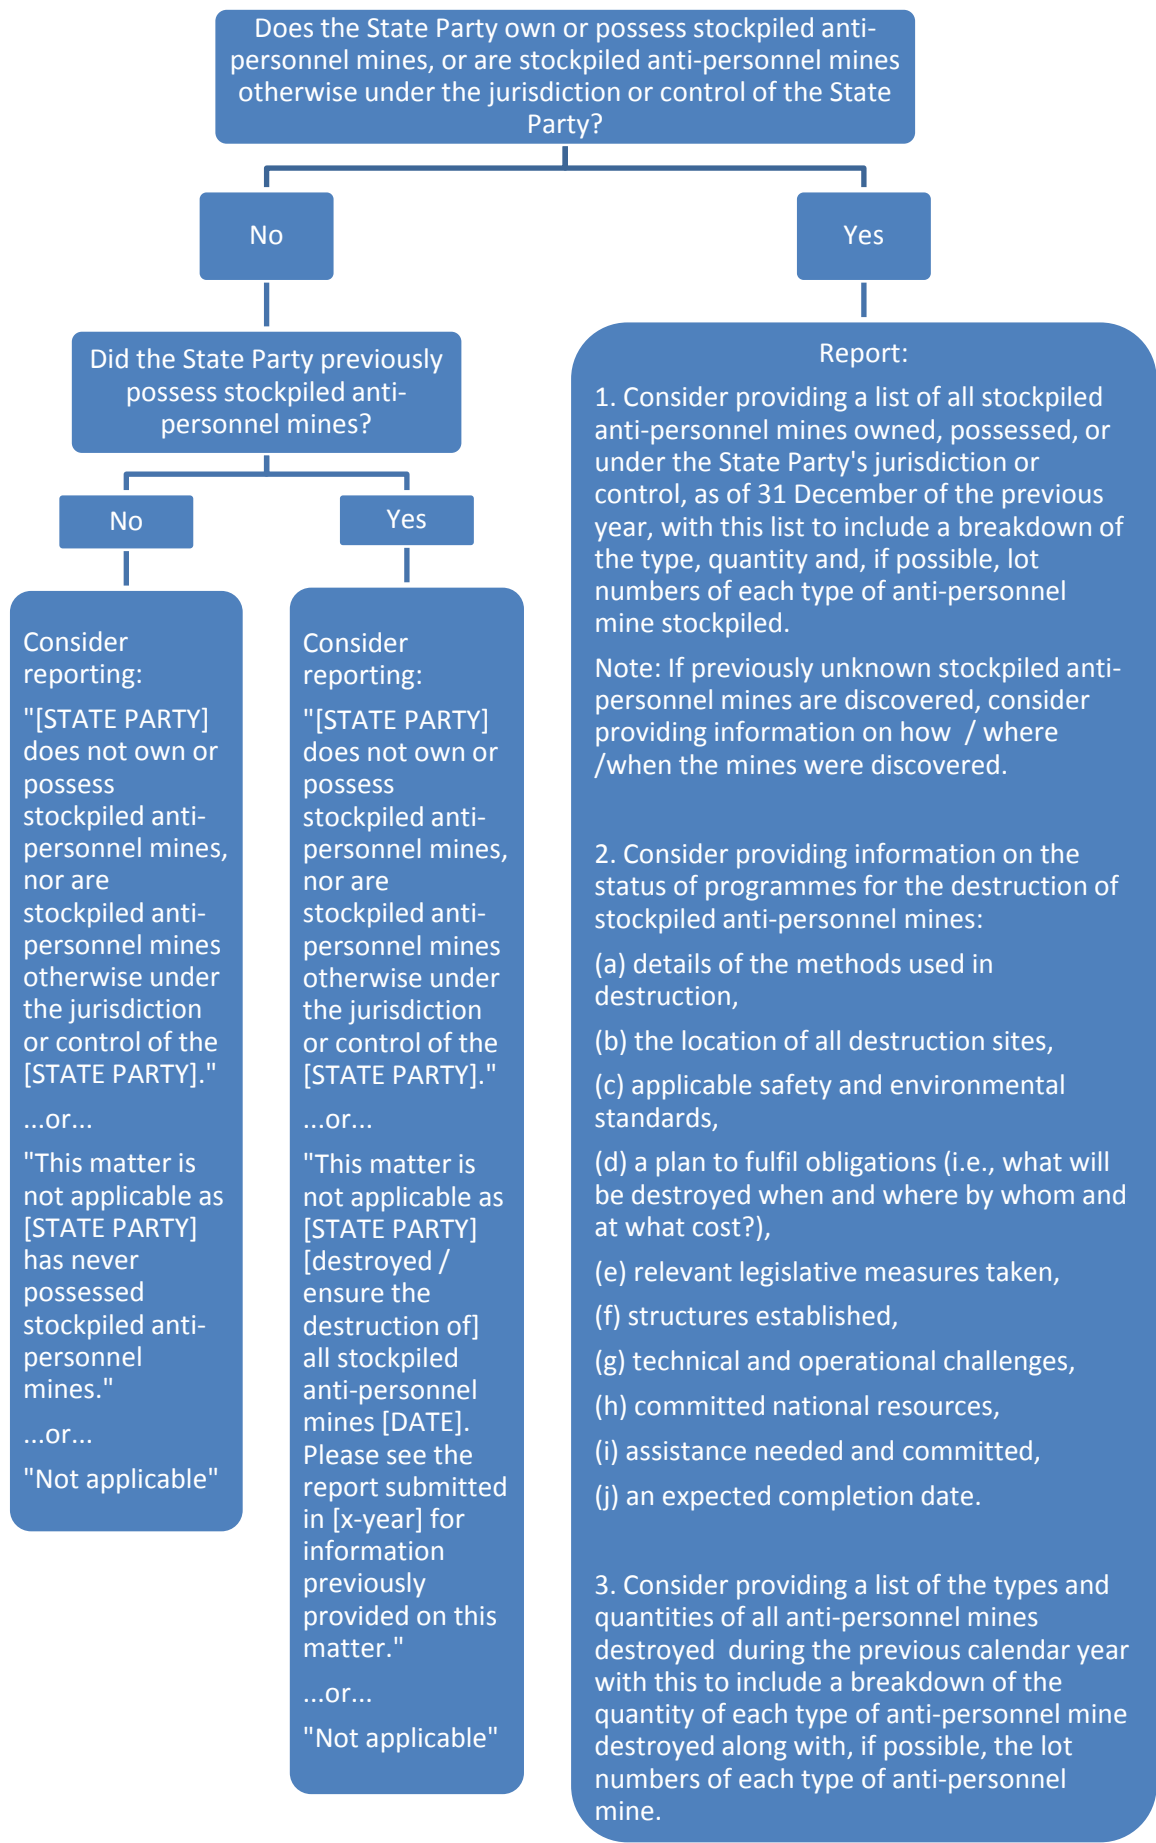 Does the State Party own or possess stockpiled anti-
personnel mines, or are stockpiled anti-personnel mines
otherwise under the jurisdiction or control of the State
Party?
No
Yes
Did the State Party previously
possess stockpiled anti-
personnel mines?
No
Yes
Consider
reporting:
"[STATE PARTY]
does not own or
possess
stockpiled anti-
personnel mines,
nor are
stockpiled anti-
personnel mines
otherwise under
the jurisdiction
or control of the
[STATE PARTY]."
...or...
"This matter is
not applicable as
[STATE PARTY]
has never
possessed
stockpiled anti-
personnel
mines."
...or...
"Not applicable"
Consider
reporting:
"[STATE PARTY]
does not own or
possess
stockpiled anti-
personnel mines,
nor are
stockpiled anti-
personnel mines
otherwise under
the jurisdiction
or control of the
[STATE PARTY]."
...or...
"This matter is
not applicable as
[STATE PARTY]
[destroyed /
ensure the
destruction of]
all stockpiled
anti-personnel
mines [DATE].
Please see the
report submitted
in [x-year] for
information
previously
provided on this
matter."
...or...
"Not applicable"
Report:
1. Consider providing a list of all stockpiled
anti-personnel mines owned, possessed, or
under the State Party's jurisdiction or
control, as of 31 December of the previous
year, with this list to include a breakdown of
the type, quantity and, if possible, lot
numbers of each type of anti-personnel
mine stockpiled.
Note: If previously unknown stockpiled anti-
personnel mines are discovered, consider
providing information on how / where
/when the mines were discovered.
2. Consider providing information on the
status of programmes for the destruction of
stockpiled anti-personnel mines:
(a) details of the methods used in
destruction,
(b) the location of all destruction sites,
(c) applicable safety and environmental
standards,
(d) a plan to fulfil obligations (i.e., what will
be destroyed when and where by whom and
at what cost?),
(e) relevant legislative measures taken,
(f) structures established,
(g) technical and operational challenges,
(h) committed national resources,
(i) assistance needed and committed,
(j) an expected completion date.
3. Consider providing a list of the types and
quantities of all anti-personnel mines
destroyed during the previous calendar year
with this to include a breakdown of the
quantity of each type of anti-personnel mine
destroyed along with, if possible, the lot
numbers of each type of anti-personnel
mine.